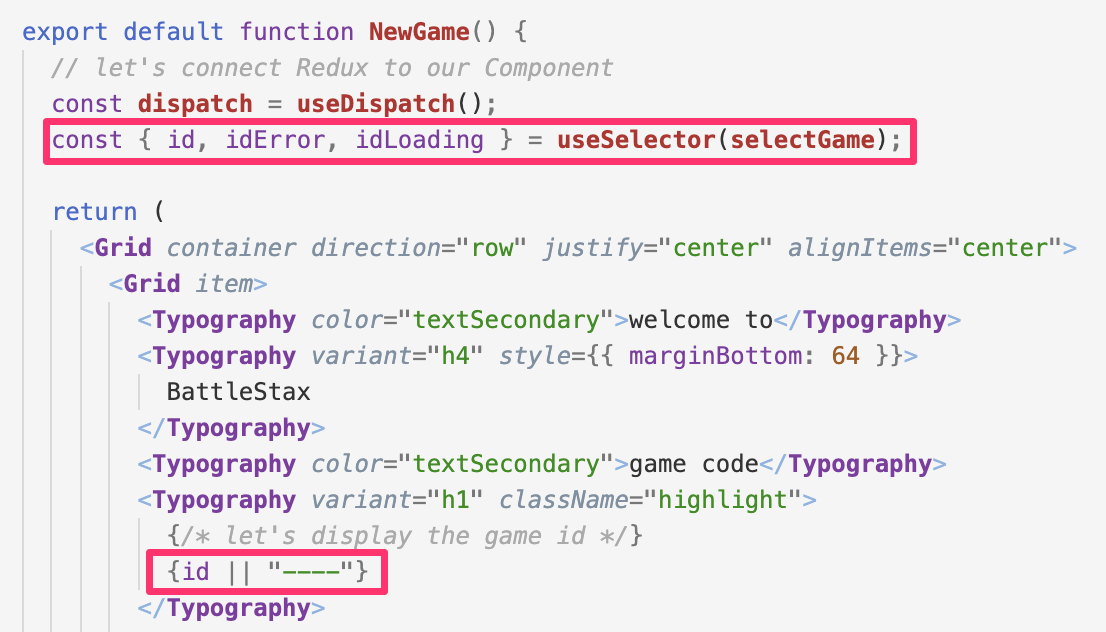 export default function NewGame() {
// let's connect Redux to our Component
const dispatch = useDispatch();
const { id, idError, idLoading } = useSelector(selectGame);
return (
<Grid container direction="row" justify="center" alignItems="center">
<Grid item>
<Typography color="textSecondary">welcome to</Typography>
<Typography variant="h4" style={{ marginBottom: 64 }}>
BattleStax
</Typography>
<Typography color="textSecondary">game code</Typography>
<Typography variant="h1" className="highlight">
{/* let's display the game id */}
{id || "----"}
</Typography>